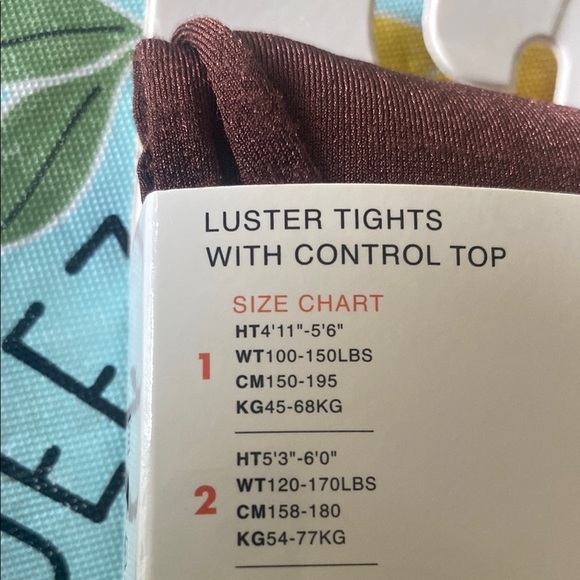 LUSTER TIGHTS
WITH CONTROL TOP
SIZE CHART
1
HT4'11"-5'6"
WT100-150LBS
CM150-195
KG45-68KG
2
HT5'3"-6'0"
WT120-170LBS
CM158-180
KG54-77KG